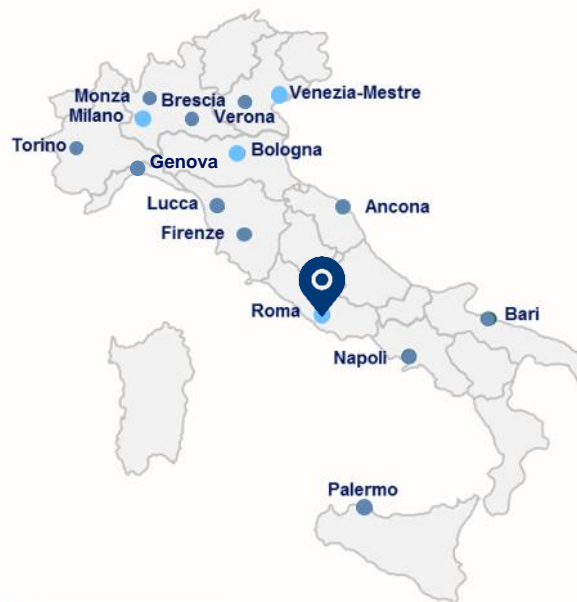 Monza
Brescia
Venezia-Mestre
Milano
Verona
Torino
Genova
Bologna
Lucca
Ancona
Firenze
Roma
Bari
Napoli
Palermo